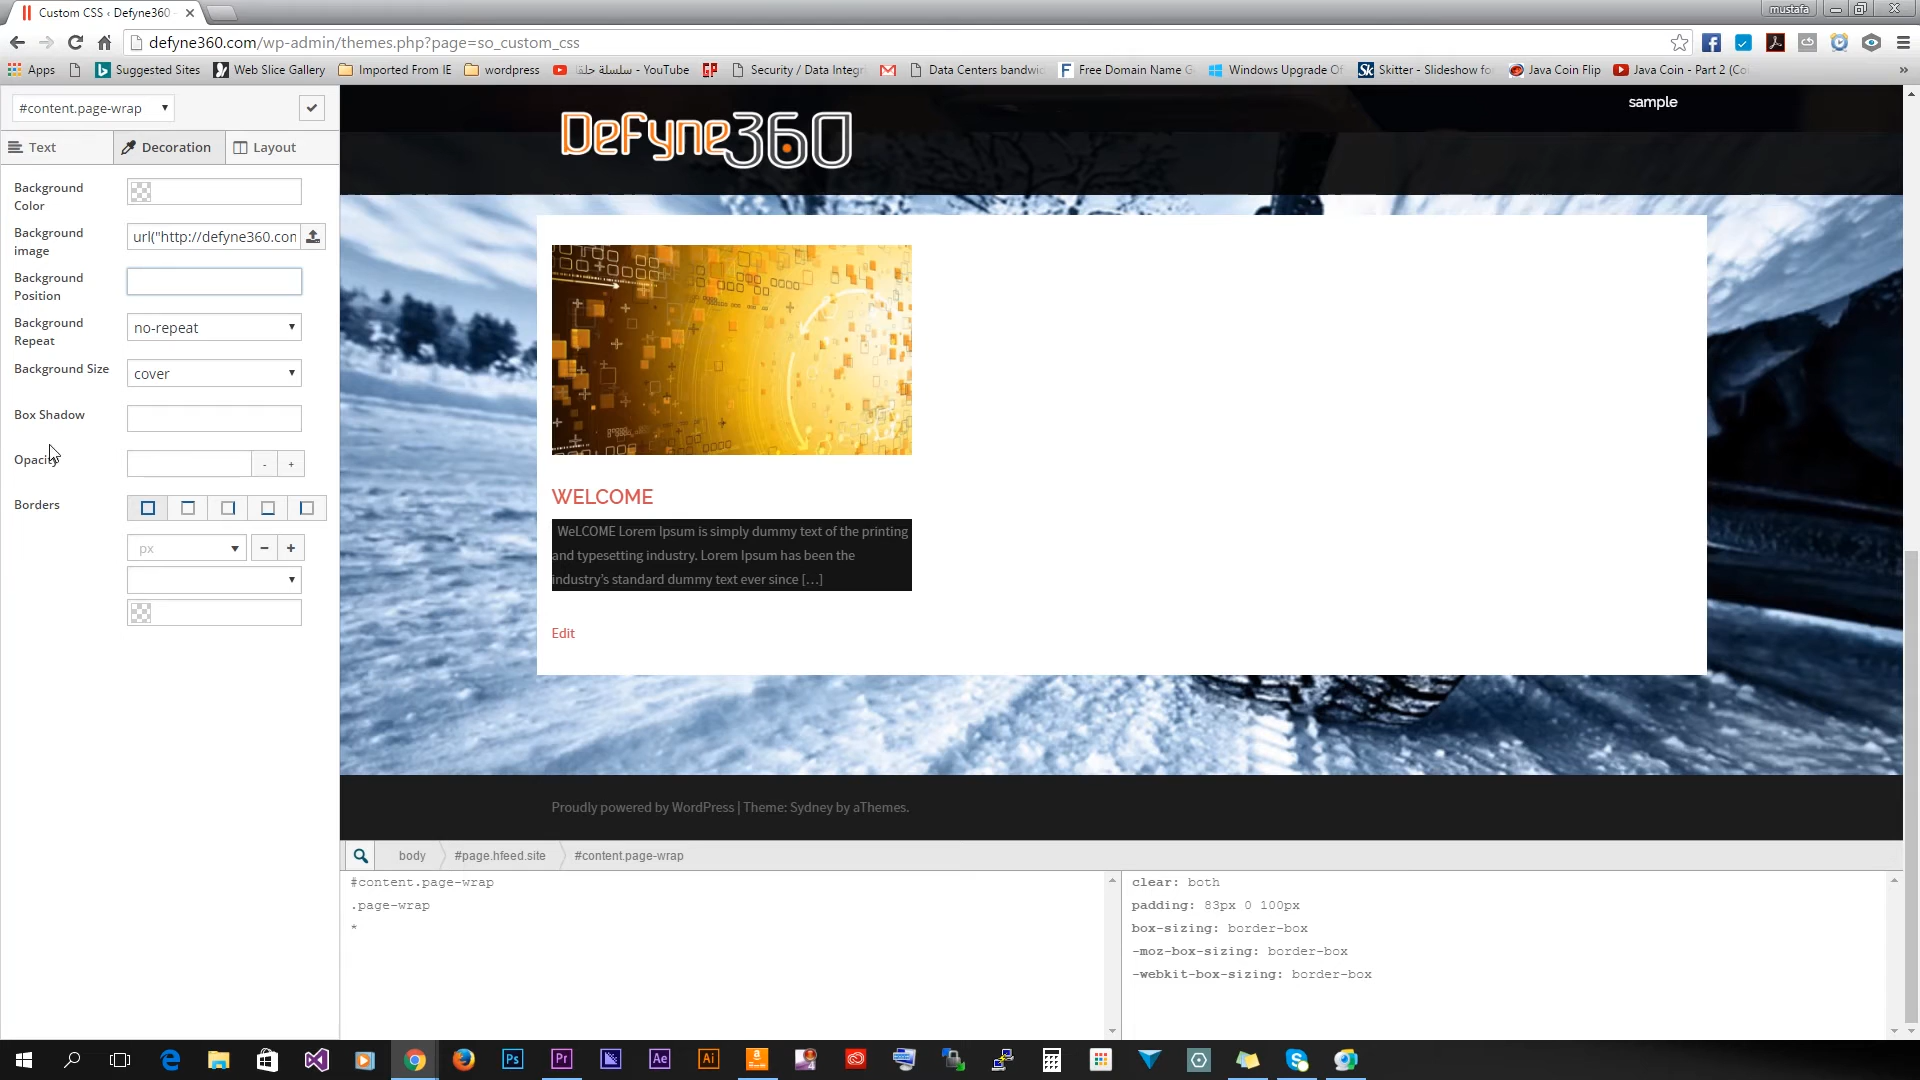 Custom CSS ‹ Defyne360
mustafa
defyne360.com/wp-admin/themes.php?page=so_custom_css
Apps
Suggested Sites
Web Slice Gallery
Imported From IE
wordpress
سلسلة حلقا - YouTube
Security / Data Integr
Data Centers bandwic
Free Domain Name G
Windows Upgrade Of
Skitter - Slideshow fo
Java Coin Flip
Java Coin - Part 2 (Co
»
#content.page-wrap
Text
Decoration
Layout
Background Color
Background image
url("http://defyne360.con
Background Position
Background Repeat
no-repeat
Background Size
cover
Box Shadow
Opacity
- +
Borders
px
− +
sample
DeFyne360
WELCOME
WeLCOME Lorem Ipsum is simply dummy text of the printing
and typesetting industry. Lorem Ipsum has been the
industry's standard dummy text ever since […]
Edit
Proudly powered by WordPress | Theme: Sydney by aThemes.
body
#page.hfeed.site
#content.page-wrap
#content.page-wrap
.page-wrap
*
clear: both
padding: 83px 0 100px
box-sizing: border-box
-moz-box-sizing: border-box
-webkit-box-sizing: border-box
Ps
Pr
Ae
Ai